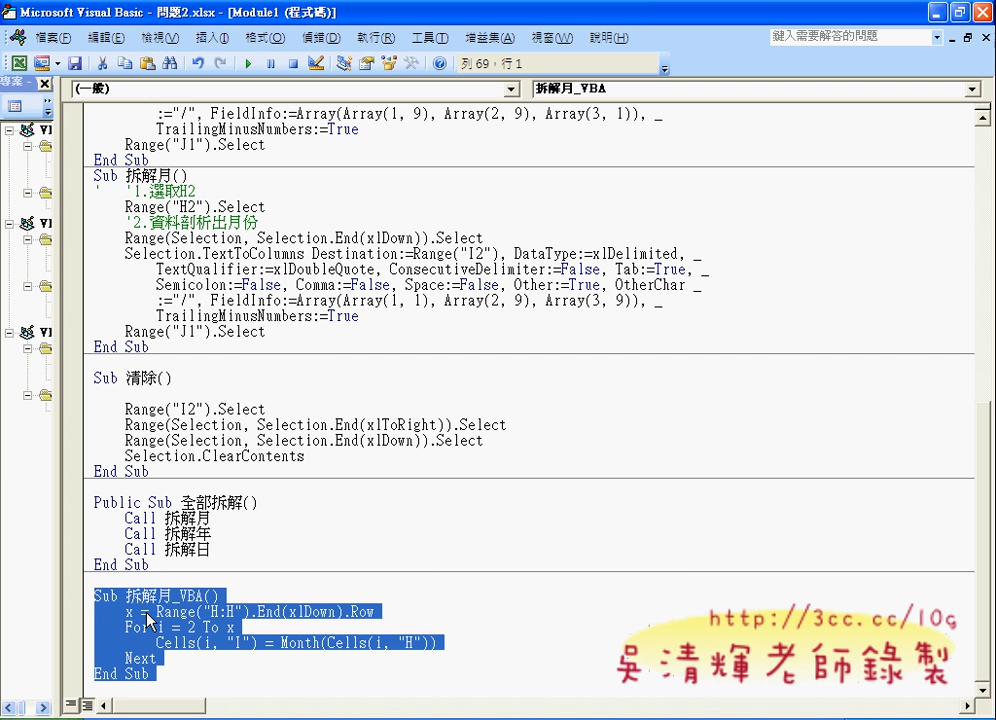 Microsoft Visual Basic - 問題2.xlsx - [Module1 (程式碼)]
檔案(F) 編輯(E) 檢視(V) 插入(I) 格式(O) 偵錯(D) 執行(R) 工具(T) 增益集(A) 視窗(W) 說明(H) 鍵入需要解答的問題
列 69，行 1
專案 -
(一般) 拆解月_VBA
:="/", FieldInfo:=Array(Array(1, 9), Array(2, 9), Array(3, 1)), _
TrailingMinusNumbers:=True
Range("J1").Select
End Sub
Sub 拆解月()
' '1.選取H2
Range("H2").Select
'2.資料剖析出月份
Range(Selection, Selection.End(xlDown)).Select
Selection.TextToColumns Destination:=Range("I2"), DataType:=xlDelimited, _
TextQualifier:=xlDoubleQuote, ConsecutiveDelimiter:=False, Tab:=True, _
Semicolon:=False, Comma:=False, Space:=False, Other:=True, OtherChar _
:="/", FieldInfo:=Array(Array(1, 1), Array(2, 9), Array(3, 9)), _
TrailingMinusNumbers:=True
Range("J1").Select
End Sub
Sub 清除()
Range("I2").Select
Range(Selection, Selection.End(xlToRight)).Select
Range(Selection, Selection.End(xlDown)).Select
Selection.ClearContents
End Sub
Public Sub 全部拆解()
Call 拆解月
Call 拆解年
Call 拆解日
End Sub
Sub 拆解月_VBA()
x = Range("H:H").End(xlDown).Row
For i = 2 To x
Cells(i, "I") = Month(Cells(i, "H"))
Next
End Sub
http://3cc.cc/10g
吳清輝老師錄製